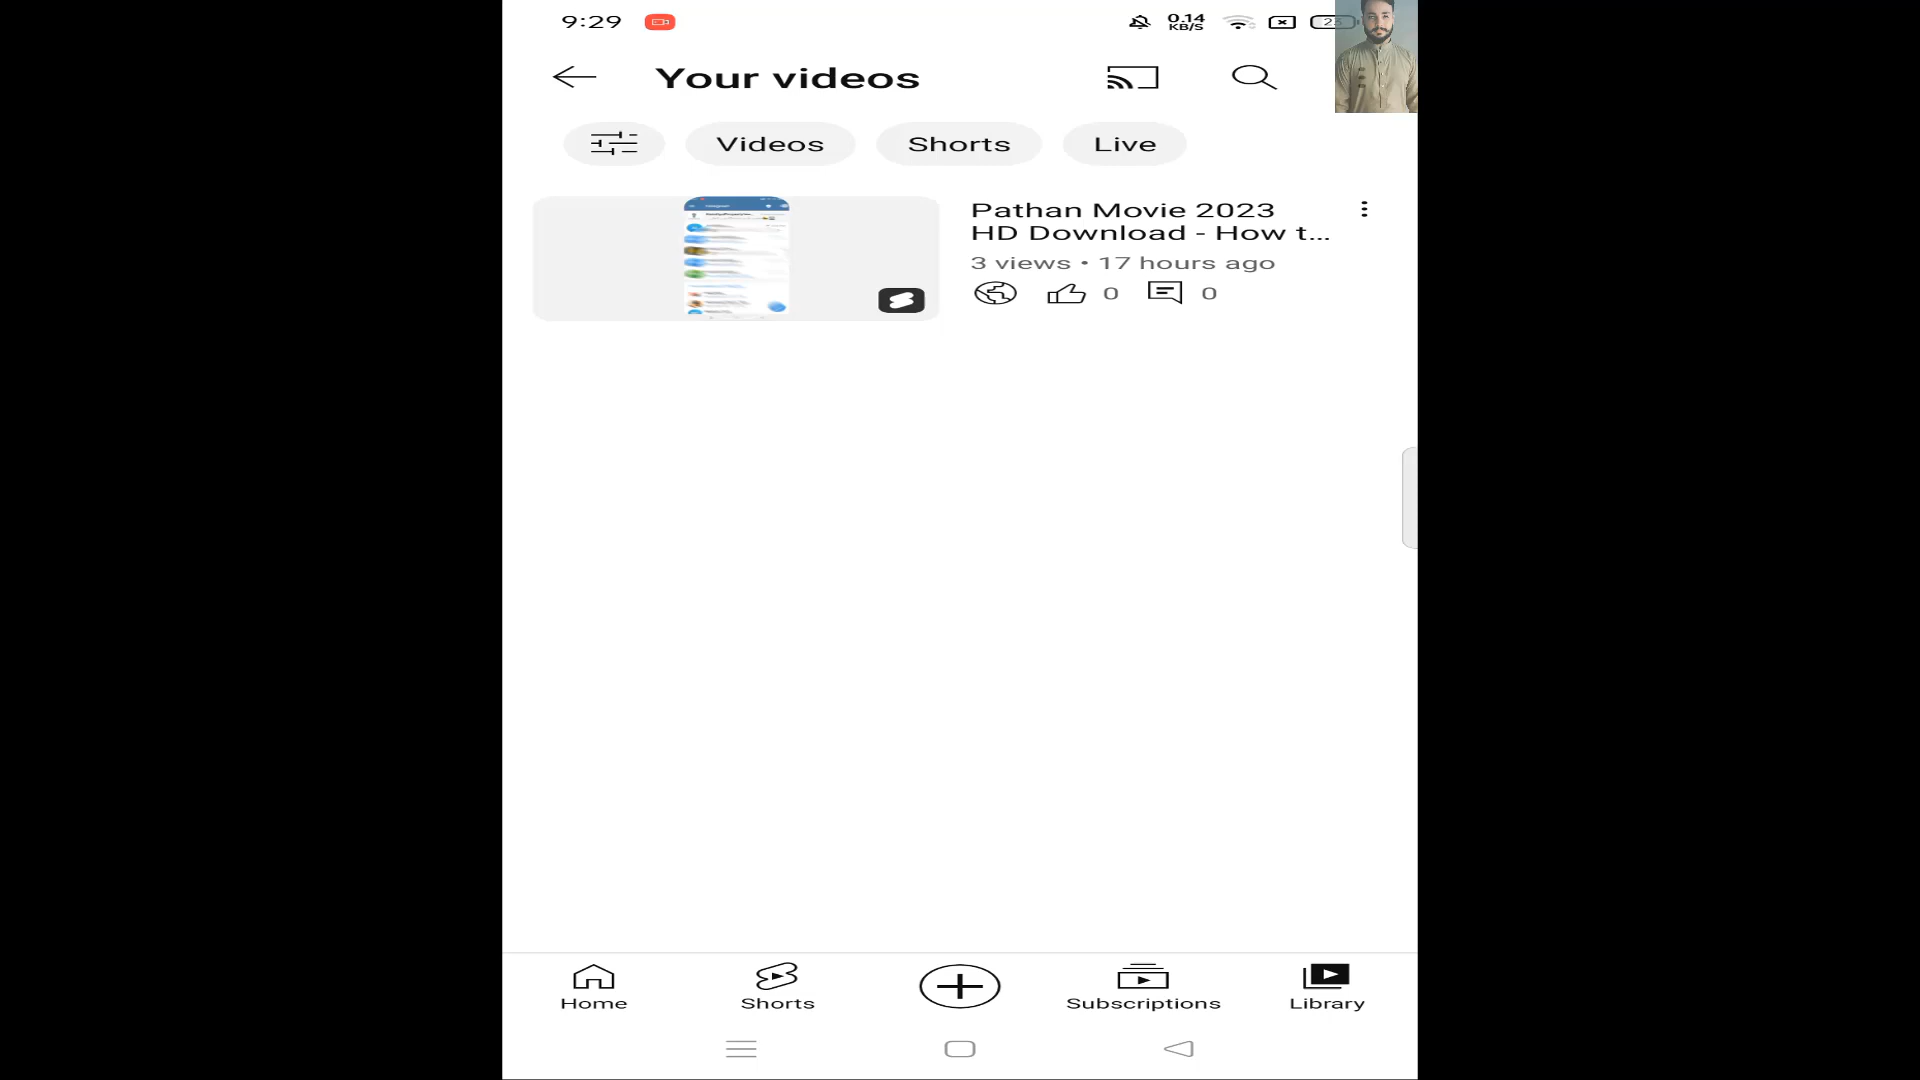 9:29
0.14
KB/S
23
Your videos
Videos
Shorts
Live
Pathan Movie 2023
HD Download - How t...
3 views • 17 hours ago
0
0
Home
Shorts
Subscriptions
Library